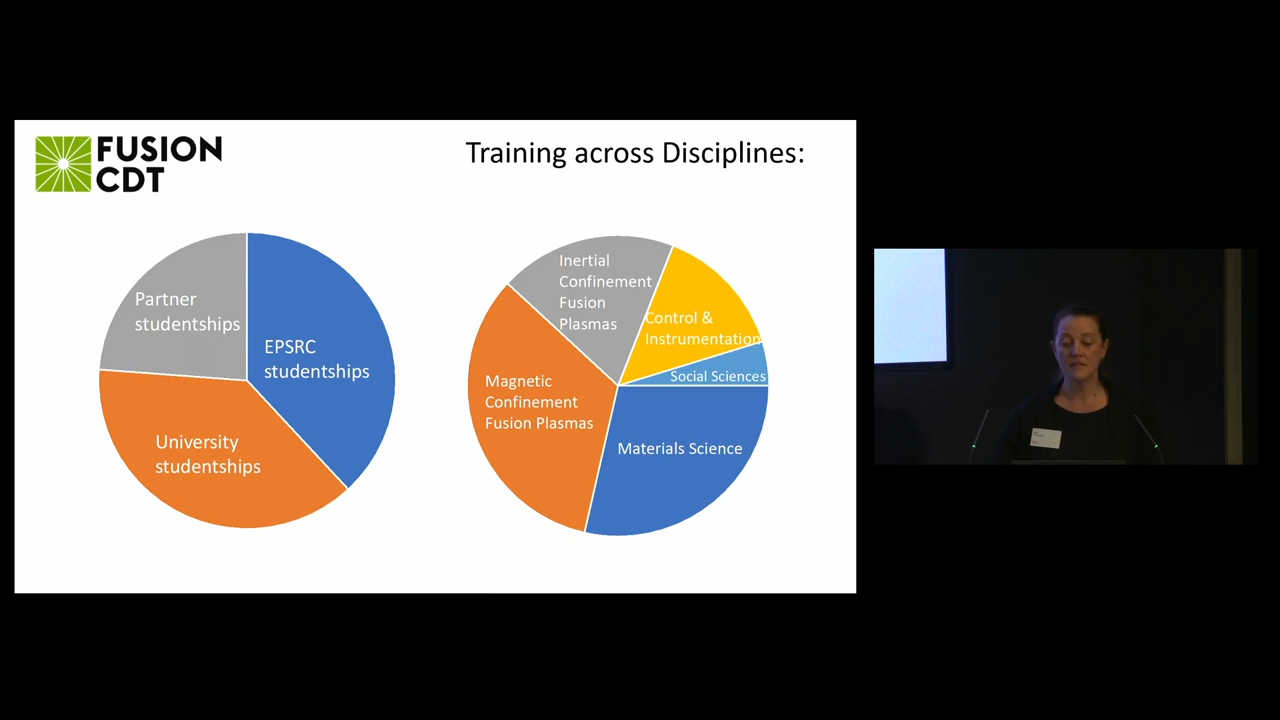 FUSION
CDT
Training across Disciplines:
Partner
studentships
EPSRC
studentships
University
studentships
Inertial
Confinement
Fusion
Plasmas
Control &
Instrumentation
Social Sciences
Magnetic
Confinement
Fusion Plasmas
Materials Science